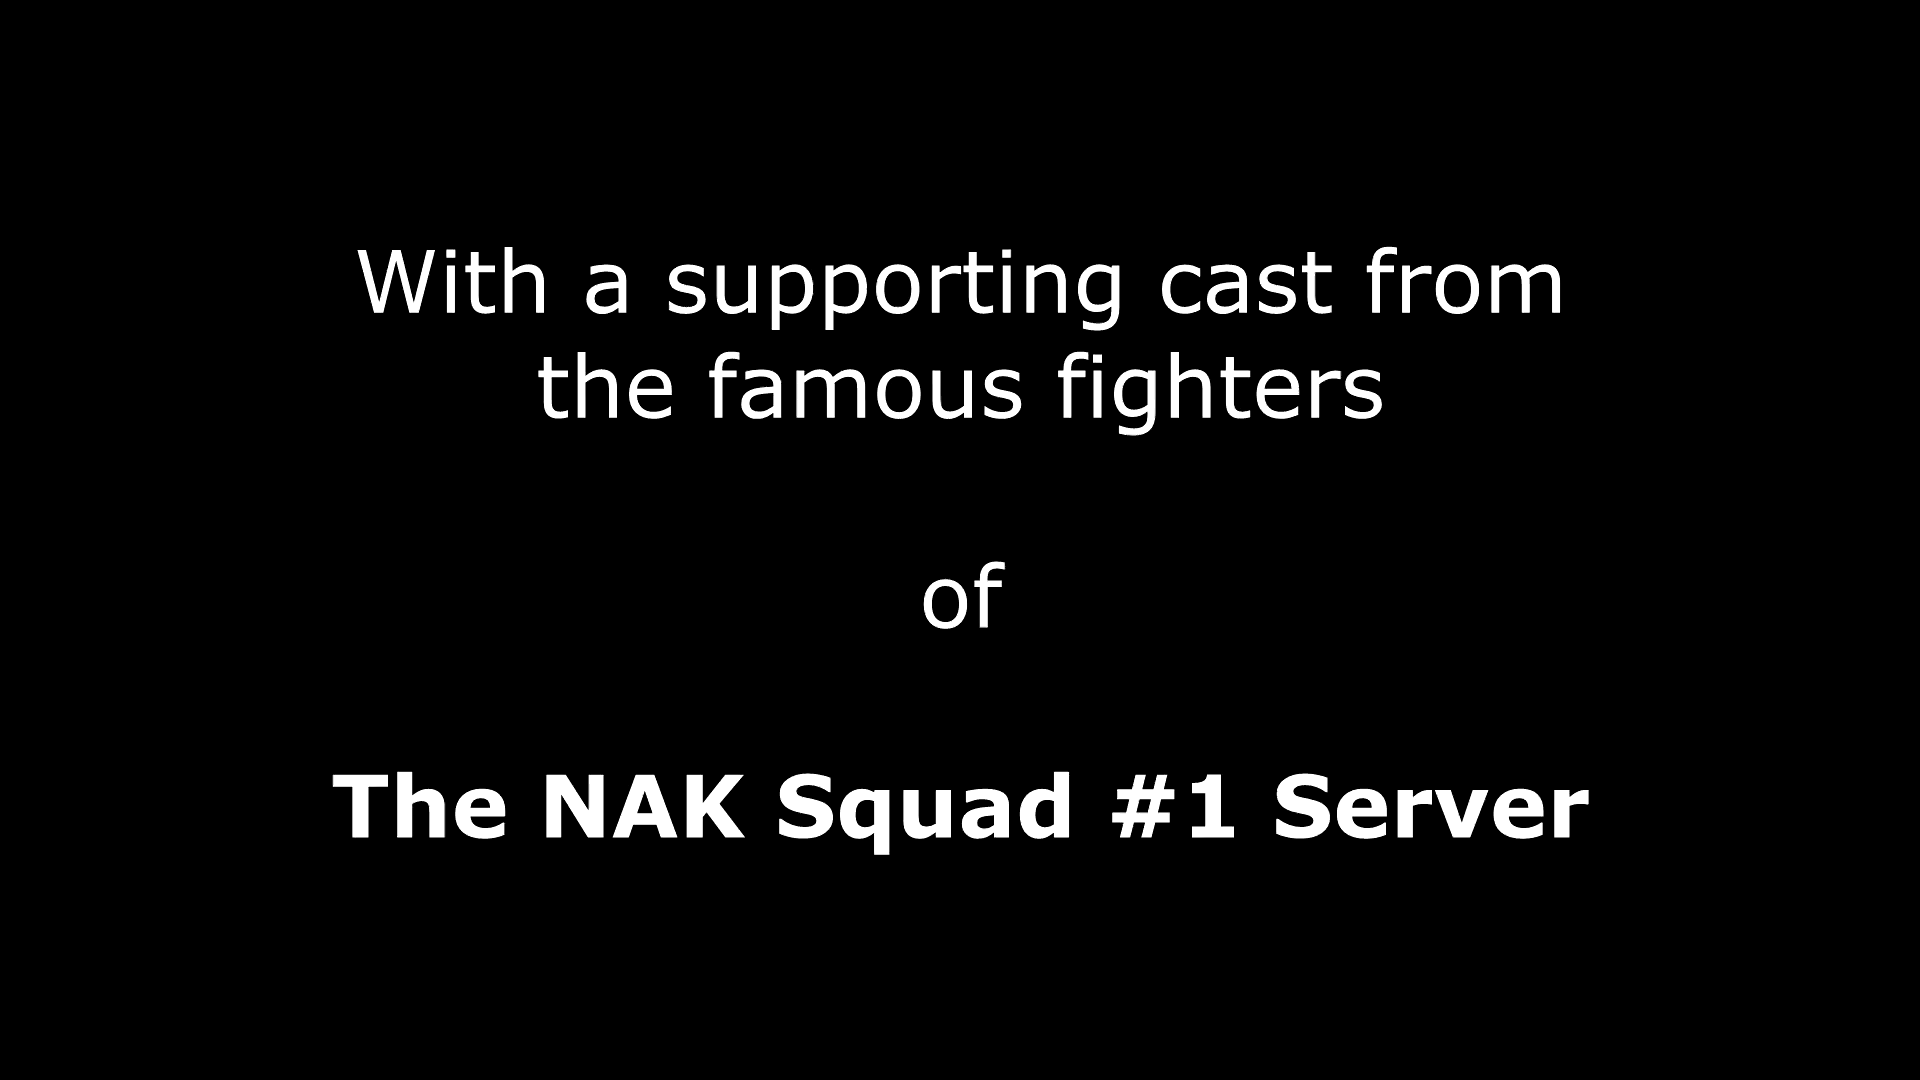 With a supporting cast from
the famous fighters
of
The NAK Squad #1 Server